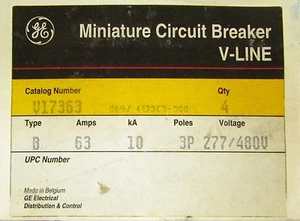 GE
Miniature Circuit Breaker
V-LINE
Catalog Number Qty
V17363 4
Type Amps kA Poles Voltage
B 63 10 3P 277/480V
UPC Number
Made in Belgium
GE Electrical
Distribution & Control